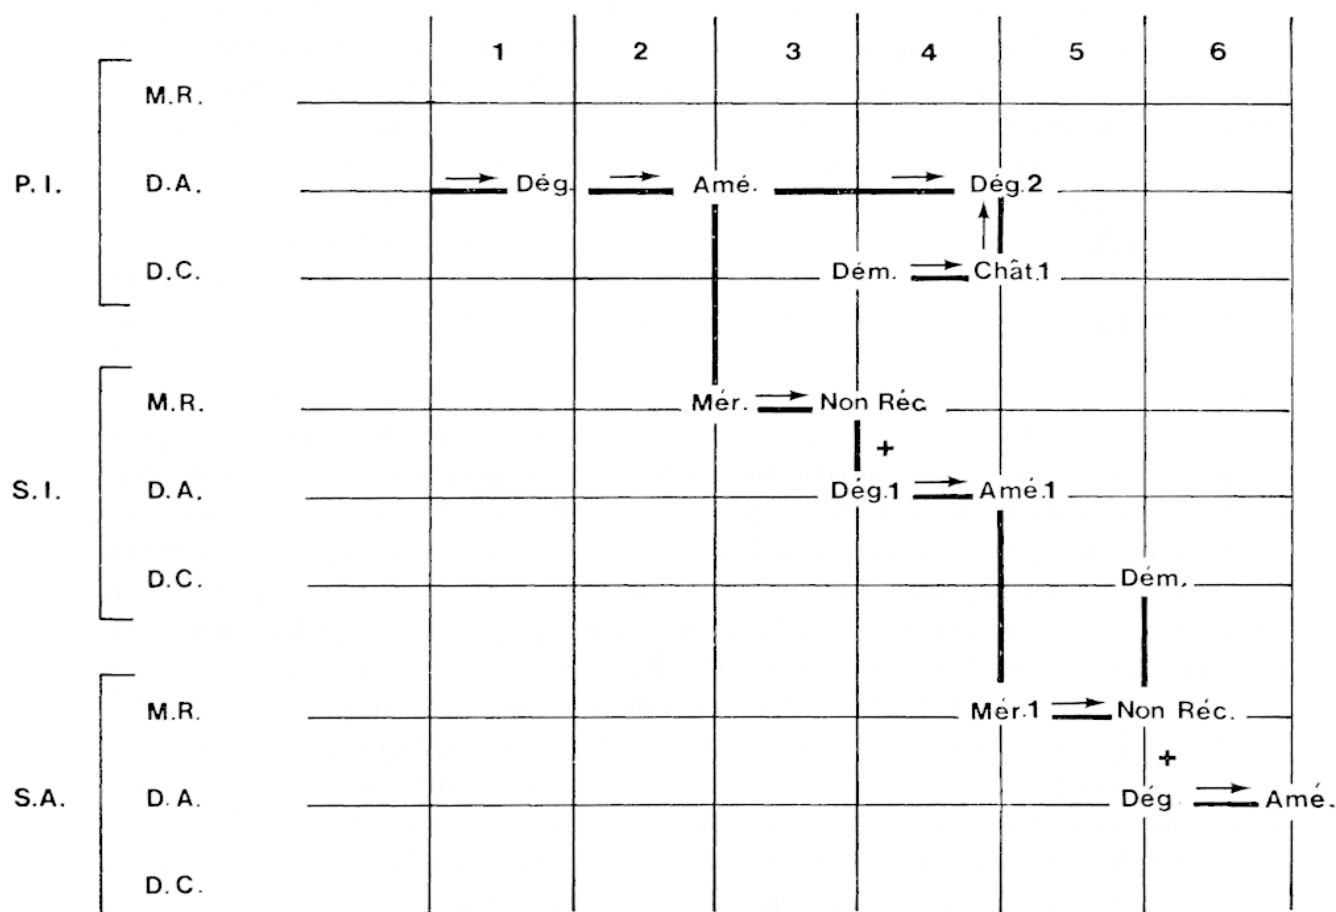 1 2 3 4 5 6
M.R.
P.I. D.A. Dég. Amé. Dég.2
D.C. Dém. Chât.1
M.R. Mér. Non Réc
+
S.I. D.A. Dég.1 Amé.1
D.C. Dém.
M.R. Mér.1 Non Réc.
+
S.A. D.A. Dég Amé.
D.C.